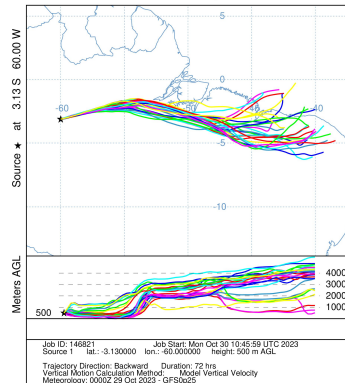 5
0
-60
-40
-5
-10
Source ★ at 3.13 S 60.00 W
Meters AGL
500
4000
3000
2000
1000
Job ID: 146821 Job Start: Mon Oct 30 10:45:59 UTC 2023
Source 1 lat.: -3.130000 lon.: -60.000000 height: 500 m AGL
Trajectory Direction: Backward Duration: 72 hrs
Vertical Motion Calculation Method: Model Vertical Velocity
Meteorology: 0000Z 29 Oct 2023 - GFS0p25